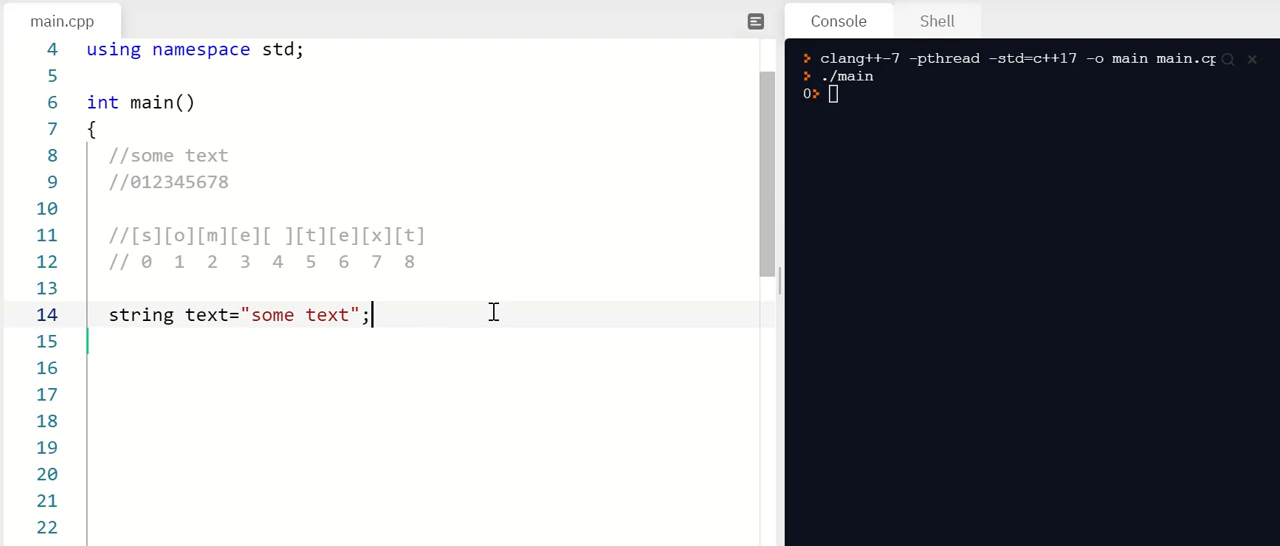 main.cpp
4 using namespace std;
5
6 int main()
7 {
8 //some text
9 //012345678
10
11 //[s][o][m][e][ ][t][e][x][t]
12 // 0 1 2 3 4 5 6 7 8
13
14 string text="some text";
15
16
17
18
19
20
21
22
Console Shell
clang++-7 -pthread -std=c++17 -o main main.cp
./main
0